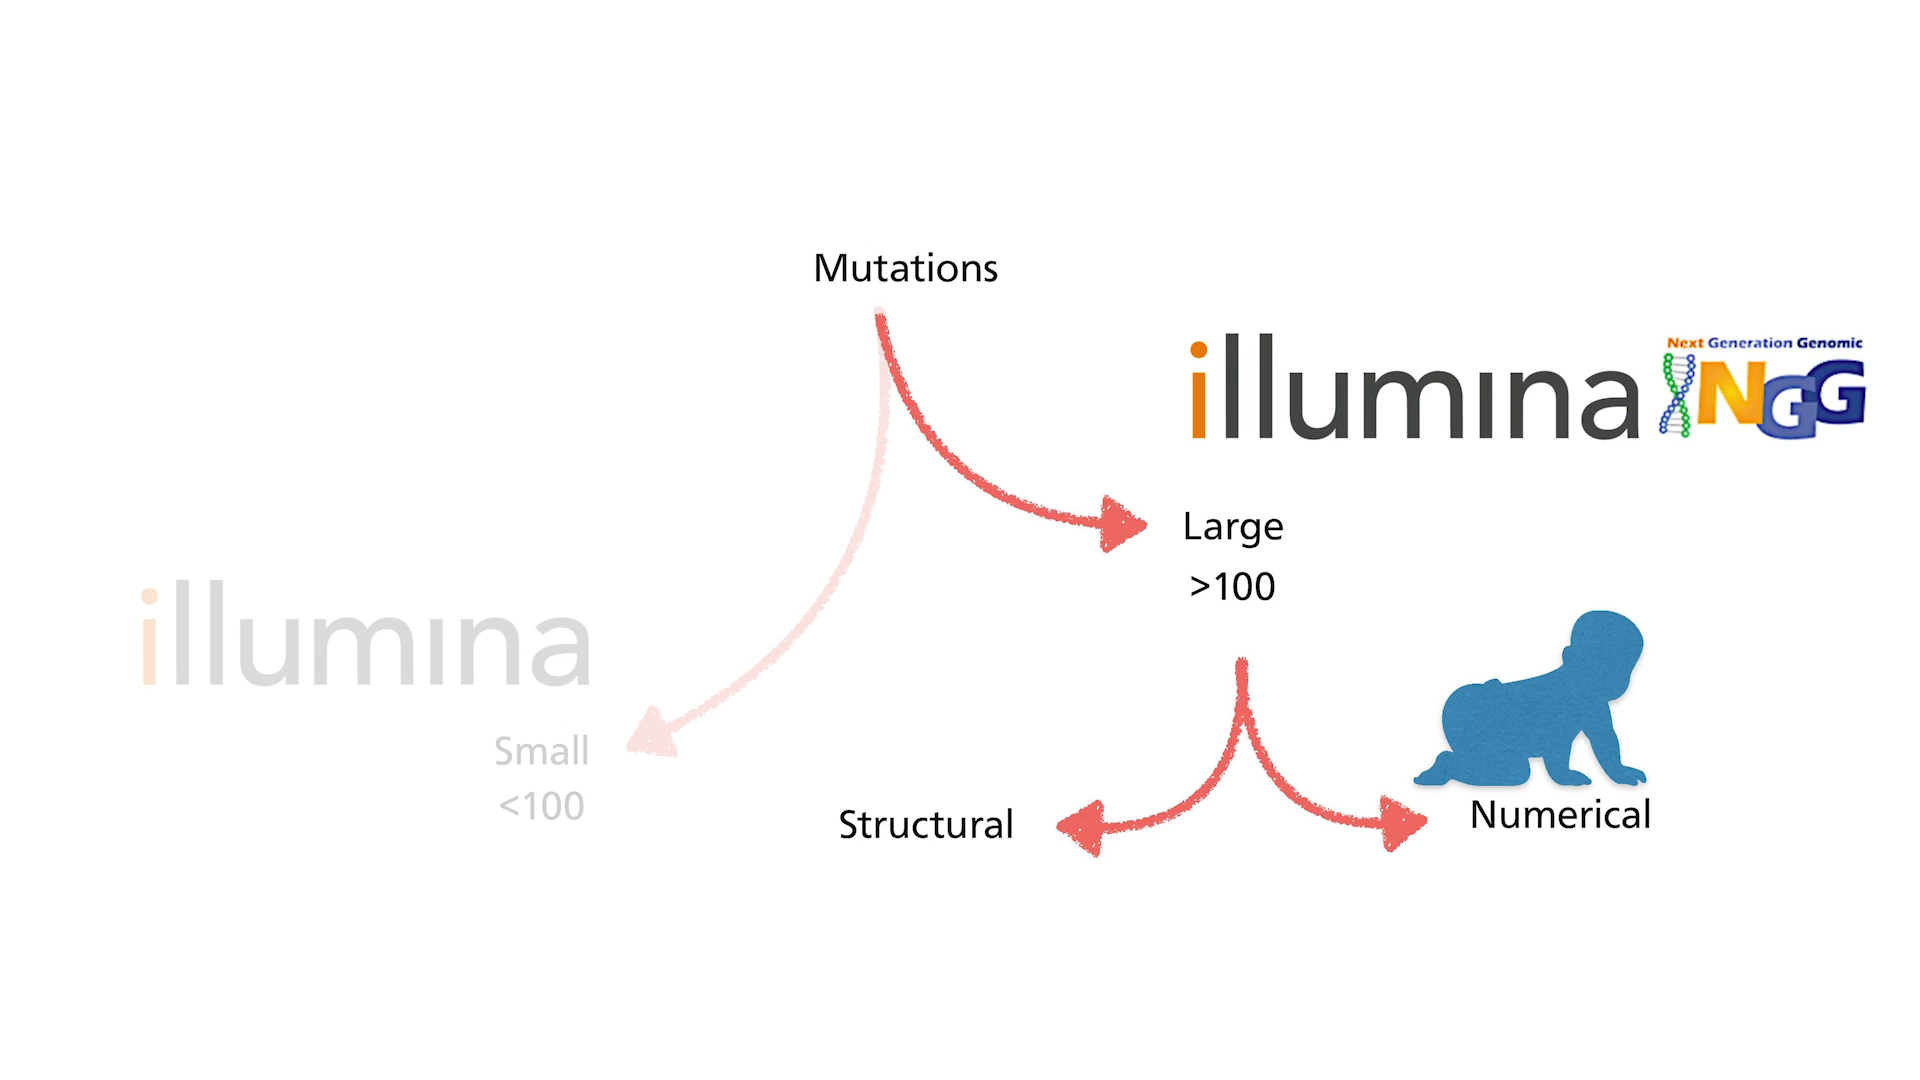 Mutations
illumina
Next Generation Genomic
NGG
Large
>100
illumina
Small
<100
Structural
Numerical